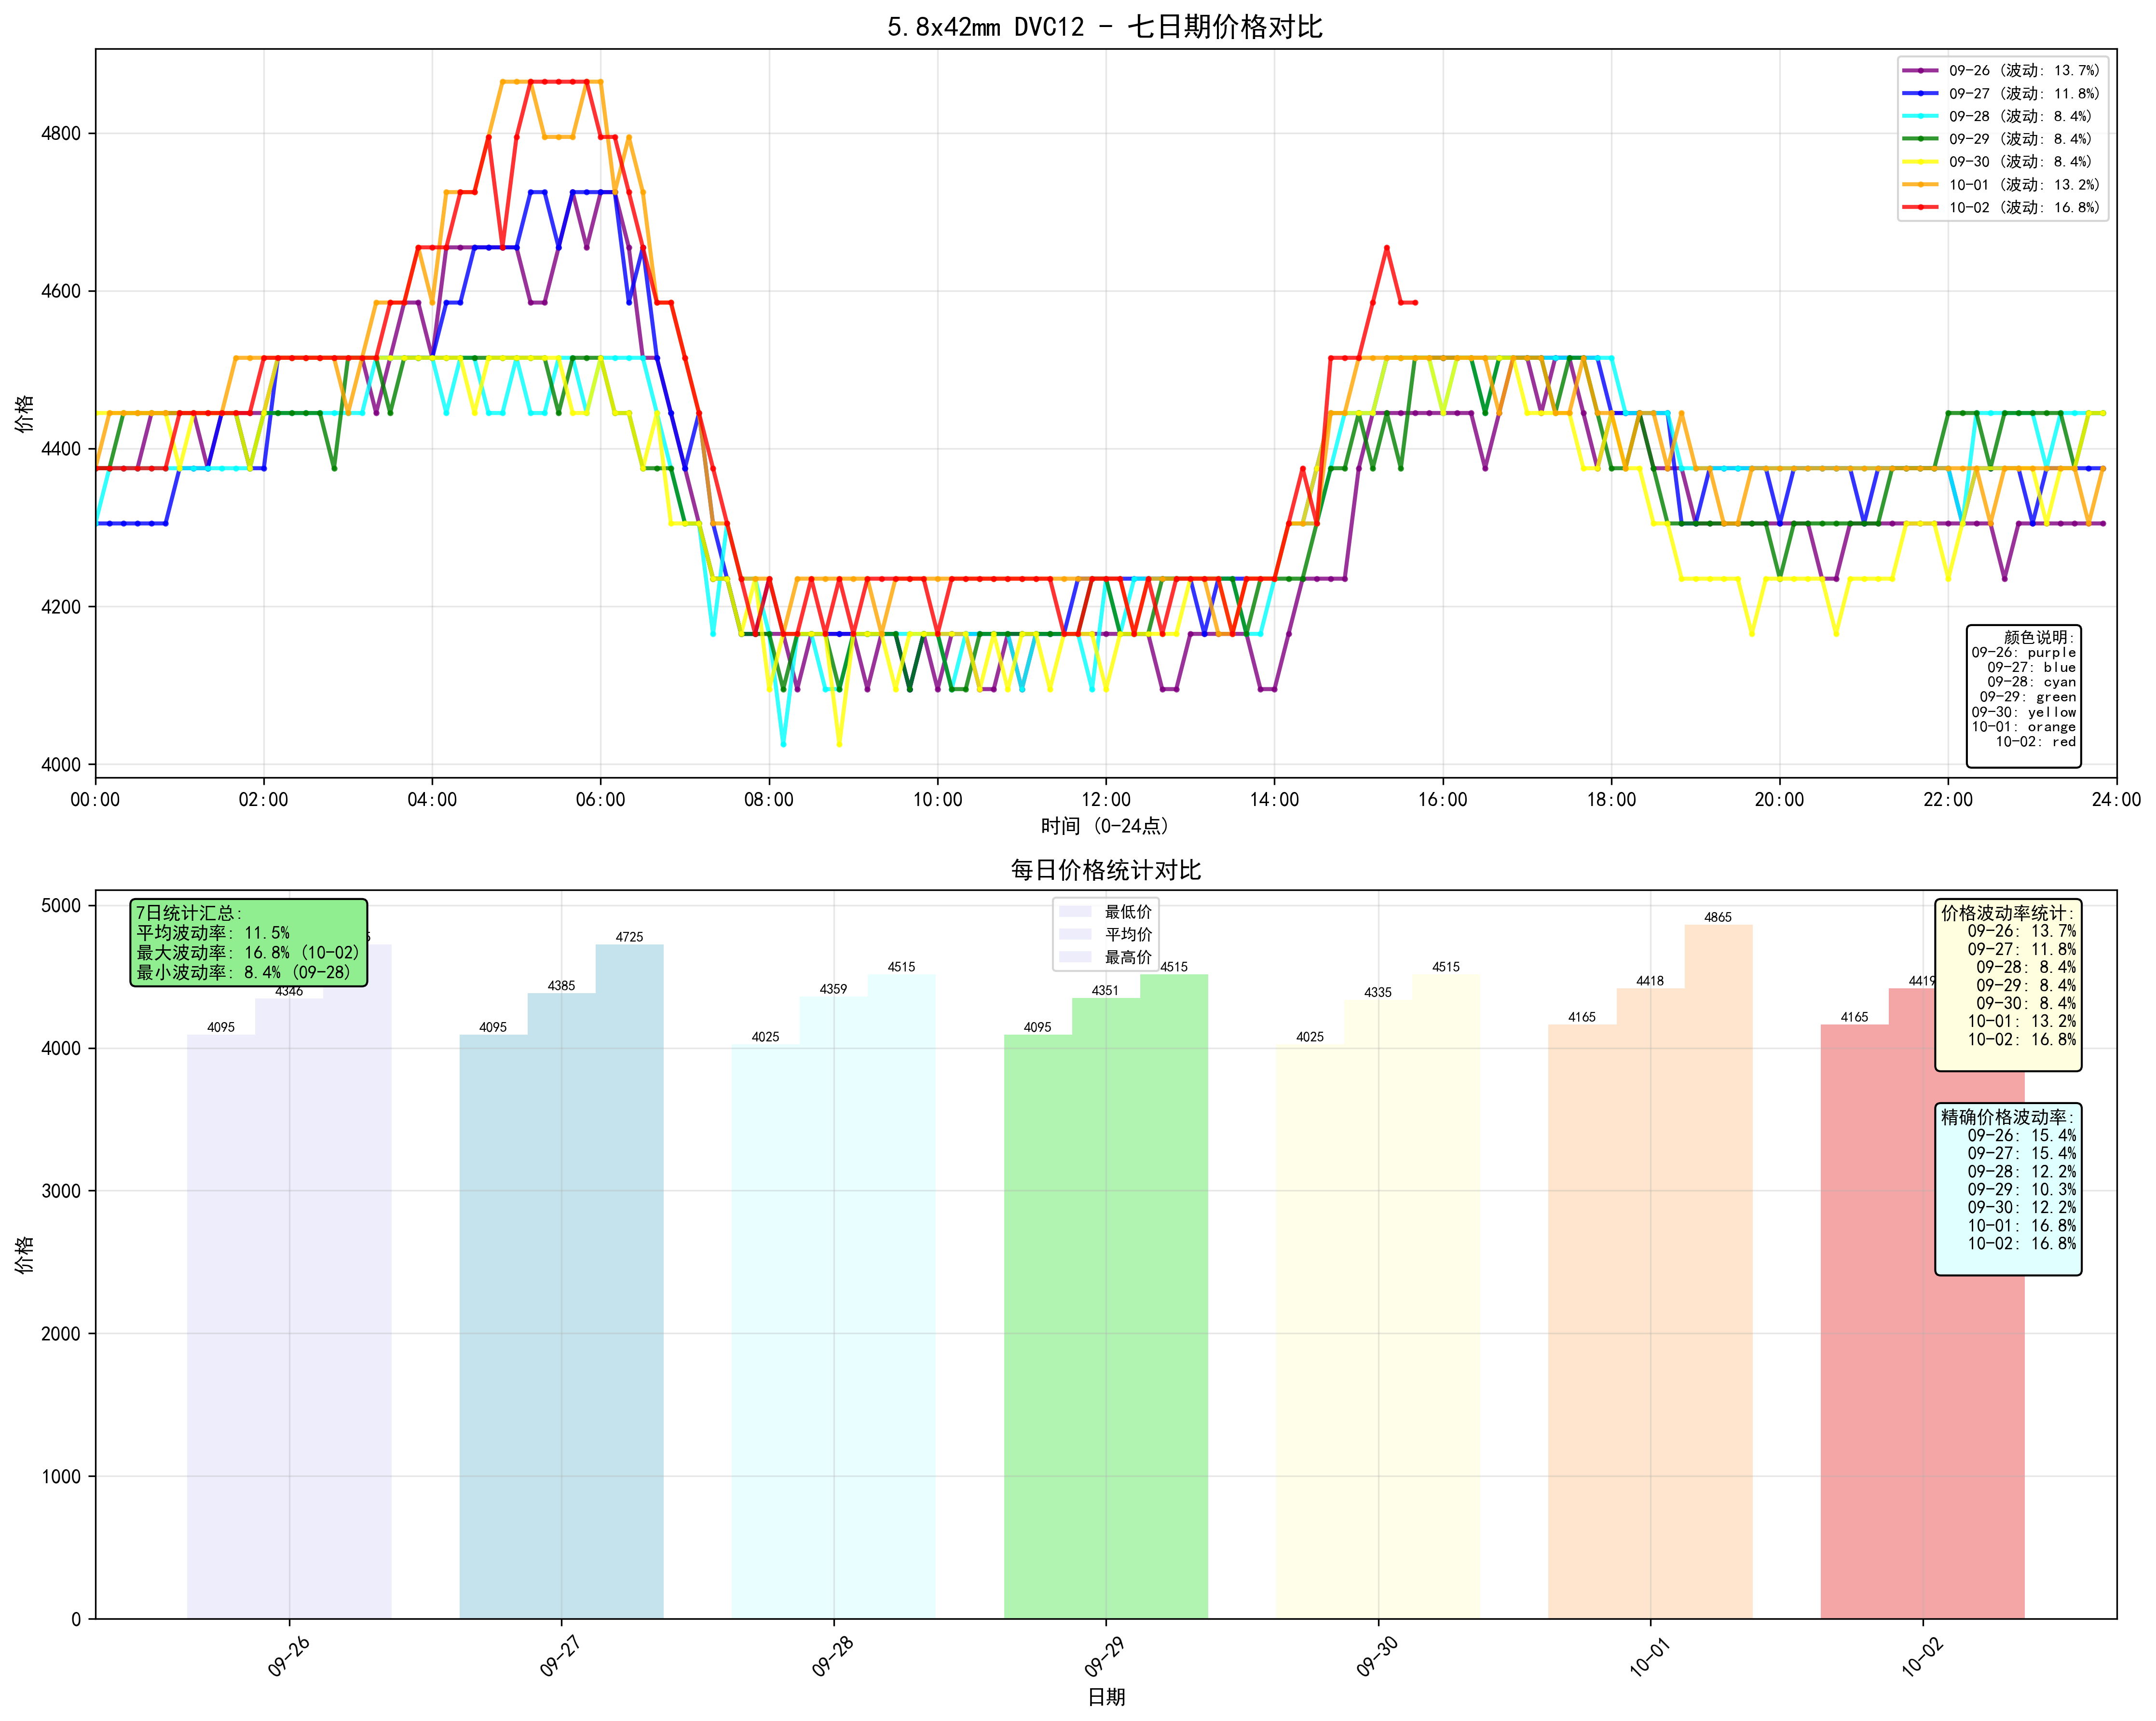 5.8x42mm DVC12 - 七日期价格对比
09-26 (波动: 13.7%)
09-27 (波动: 11.8%)
09-28 (波动: 8.4%)
09-29 (波动: 8.4%)
09-30 (波动: 8.4%)
10-01 (波动: 13.2%)
10-02 (波动: 16.8%)
价格
4800
4600
4400
4200
4000
颜色说明:
09-26: purple
09-27: blue
09-28: cyan
09-29: green
09-30: yellow
10-01: orange
10-02: red
00:00 02:00 04:00 06:00 08:00 10:00 12:00 14:00 16:00 18:00 20:00 22:00 24:00
时间 (0-24点)
每日价格统计对比
7日统计汇总:
平均波动率: 11.5%
最大波动率: 16.8% (10-02)
最小波动率: 8.4% (09-28)
最低价
平均价
最高价
价格波动率统计:
09-26: 13.7%
09-27: 11.8%
09-28: 8.4%
09-29: 8.4%
09-30: 8.4%
10-01: 13.2%
10-02: 16.8%
精确价格波动率:
09-26: 15.4%
09-27: 15.4%
09-28: 12.2%
09-29: 10.3%
09-30: 12.2%
10-01: 16.8%
10-02: 16.8%
价格
5000
4000
3000
2000
1000
0
4095 4346
4095 4385 4725
4025 4359 4515
4095 4351 4515
4025 4335 4515
4165 4418 4865
4165 4419
09-26 09-27 09-28 09-29 09-30 10-01 10-02
日期